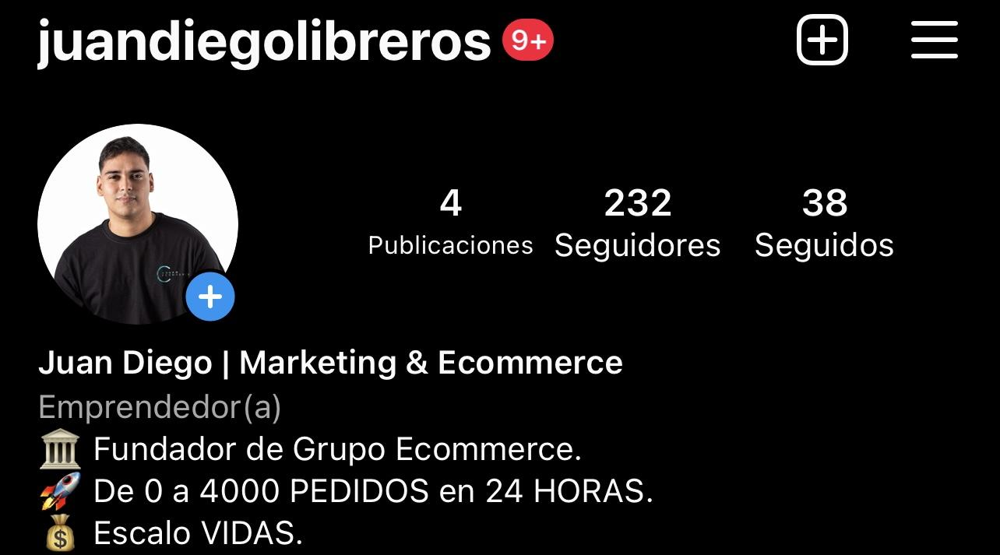 juandiegolibreros 9+
4 232 38
Publicaciones Seguidores Seguidos
Juan Diego | Marketing & Ecommerce
Emprendedor(a)
Fundador de Grupo Ecommerce.
De 0 a 4000 PEDIDOS en 24 HORAS.
Escalo VIDAS.